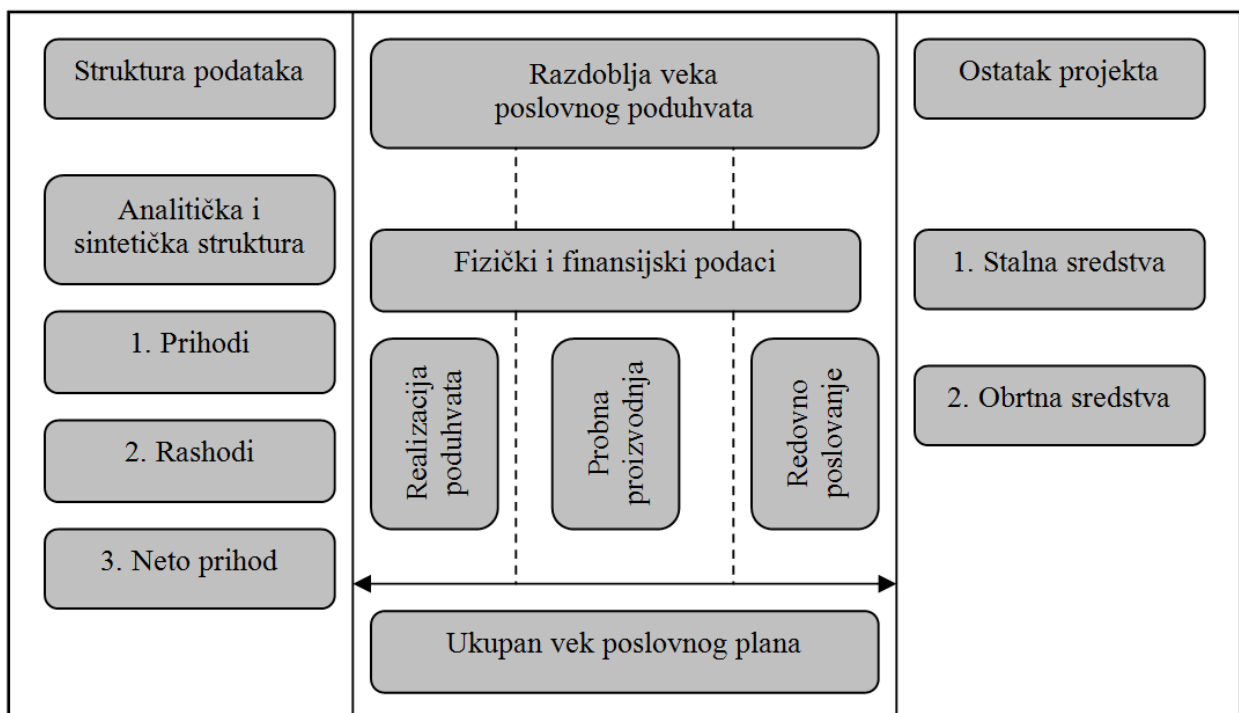 Struktura podataka
Analitička i
sintetička struktura
1. Prihodi
2. Rashodi
3. Neto prihod
Razdoblja veka
poslovnog poduhvata
Fizički i finansijski podaci
Realizacija
poduhvata
Probna
proizvodnja
Redovno
poslovanje
Ukupan vek poslovnog plana
Ostatak projekta
1. Stalna sredstva
2. Obrtna sredstva